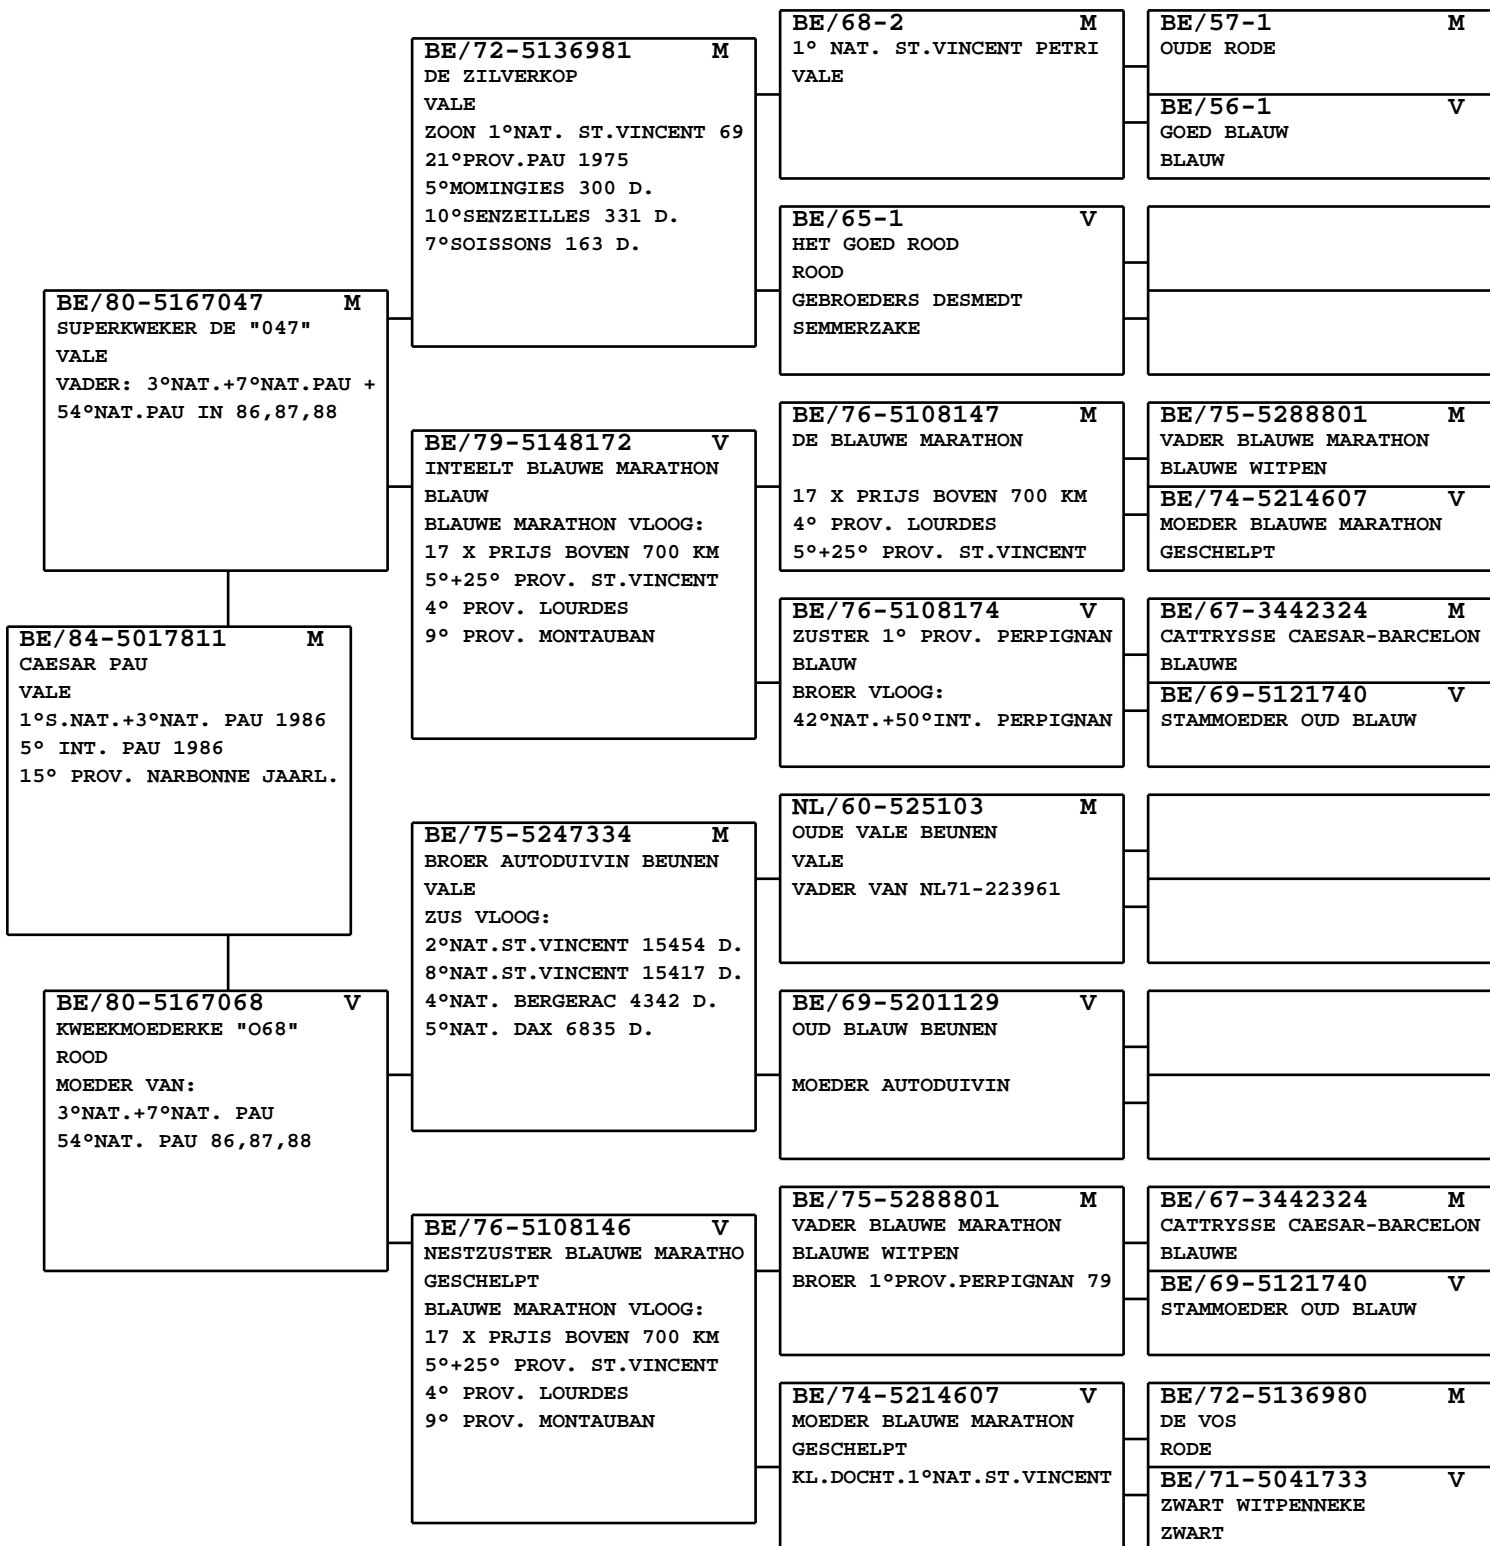 BE/84-5017811 M
CAESAR PAU
VALE
1°S.NAT.+3°NAT. PAU 1986
5° INT. PAU 1986
15° PROV. NARBONNE JAARL.
BE/80-5167047 M
SUPERKWEKER DE "047"
VALE
VADER: 3°NAT.+7°NAT.PAU +
54°NAT.PAU IN 86,87,88
BE/80-5167068 V
KWEEKMOEDERKE "O68"
ROOD
MOEDER VAN:
3°NAT.+7°NAT. PAU
54°NAT. PAU 86,87,88
BE/72-5136981 M
DE ZILVERKOP
VALE
ZOON 1°NAT. ST.VINCENT 69
21°PROV.PAU 1975
5°MOMINGIES 300 D.
10°SENZEILLES 331 D.
7°SOISSONS 163 D.
BE/79-5148172 V
INTEELT BLAUWE MARATHON
BLAUW
BLAUWE MARATHON VLOOG:
17 X PRIJS BOVEN 700 KM
5°+25° PROV. ST.VINCENT
4° PROV. LOURDES
9° PROV. MONTAUBAN
BE/75-5247334 M
BROER AUTODUIVIN BEUNEN
VALE
ZUS VLOOG:
2°NAT.ST.VINCENT 15454 D.
8°NAT.ST.VINCENT 15417 D.
4°NAT. BERGERAC 4342 D.
5°NAT. DAX 6835 D.
BE/76-5108146 V
NESTZUSTER BLAUWE MARATHO
GESCHELPT
BLAUWE MARATHON VLOOG:
17 X PRJIS BOVEN 700 KM
5°+25° PROV. ST.VINCENT
4° PROV. LOURDES
9° PROV. MONTAUBAN
BE/68-2 M
1° NAT. ST.VINCENT PETRI
VALE
BE/65-1 V
HET GOED ROOD
ROOD
GEBROEDERS DESMEDT
SEMMERZAKE
BE/76-5108147 M
DE BLAUWE MARATHON
17 X PRIJS BOVEN 700 KM
4° PROV. LOURDES
5°+25° PROV. ST.VINCENT
BE/76-5108174 V
ZUSTER 1° PROV. PERPIGNAN
BLAUW
BROER VLOOG:
42°NAT.+50°INT. PERPIGNAN
NL/60-525103 M
OUDE VALE BEUNEN
VALE
VADER VAN NL71-223961
BE/69-5201129 V
OUD BLAUW BEUNEN
MOEDER AUTODUIVIN
BE/75-5288801 M
VADER BLAUWE MARATHON
BLAUWE WITPEN
BROER 1°PROV.PERPIGNAN 79
BE/74-5214607 V
MOEDER BLAUWE MARATHON
GESCHELPT
KL.DOCHT.1°NAT.ST.VINCENT
BE/57-1 M
OUDE RODE
BE/56-1 V
GOED BLAUW
BLAUW
BE/75-5288801 M
VADER BLAUWE MARATHON
BLAUWE WITPEN
BE/74-5214607 V
MOEDER BLAUWE MARATHON
GESCHELPT
BE/67-3442324 M
CATTRYSSE CAESAR-BARCELON
BLAUWE
BE/69-5121740 V
STAMMOEDER OUD BLAUW
BE/67-3442324 M
CATTRYSSE CAESAR-BARCELON
BLAUWE
BE/69-5121740 V
STAMMOEDER OUD BLAUW
BE/72-5136980 M
DE VOS
RODE
BE/71-5041733 V
ZWART WITPENNEKE
ZWART